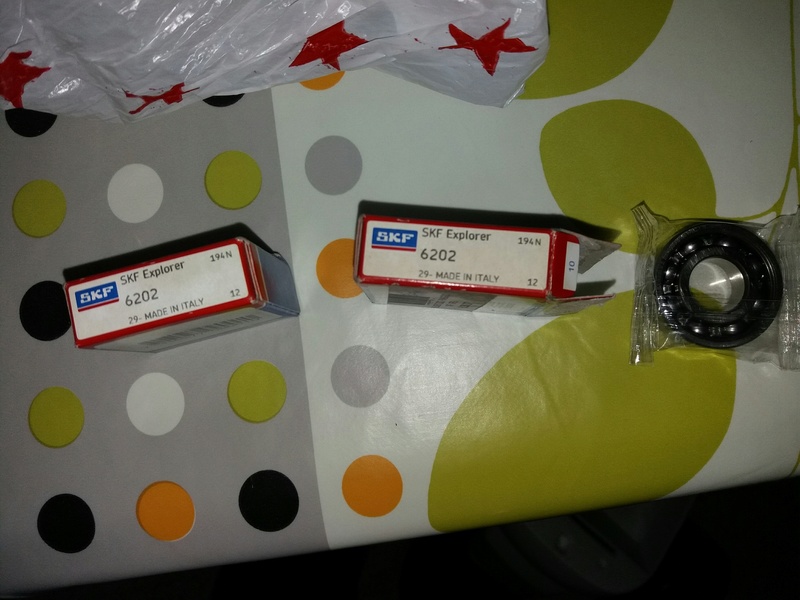 SKF
SKF Explorer
194N
6202
29- MADE IN ITALY
12
SKF
SKF Explorer
194N
6202
29- MADE IN ITALY
12
10